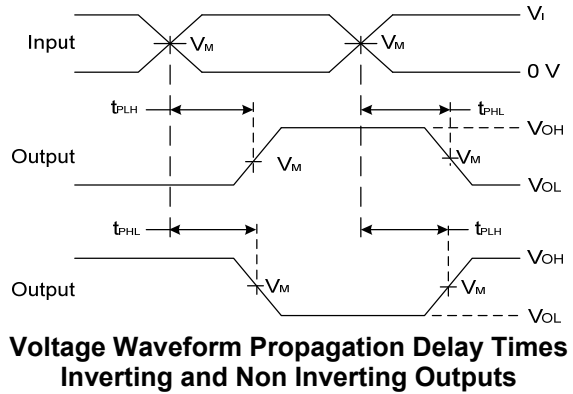 VI
Input
VM
VM
0 V
tPLH
tPHL
VOH
Output
VM
VM
VOL
tPHL
tPLH
VOH
Output
VM
VM
VOL
Voltage Waveform Propagation Delay Times
Inverting and Non Inverting Outputs